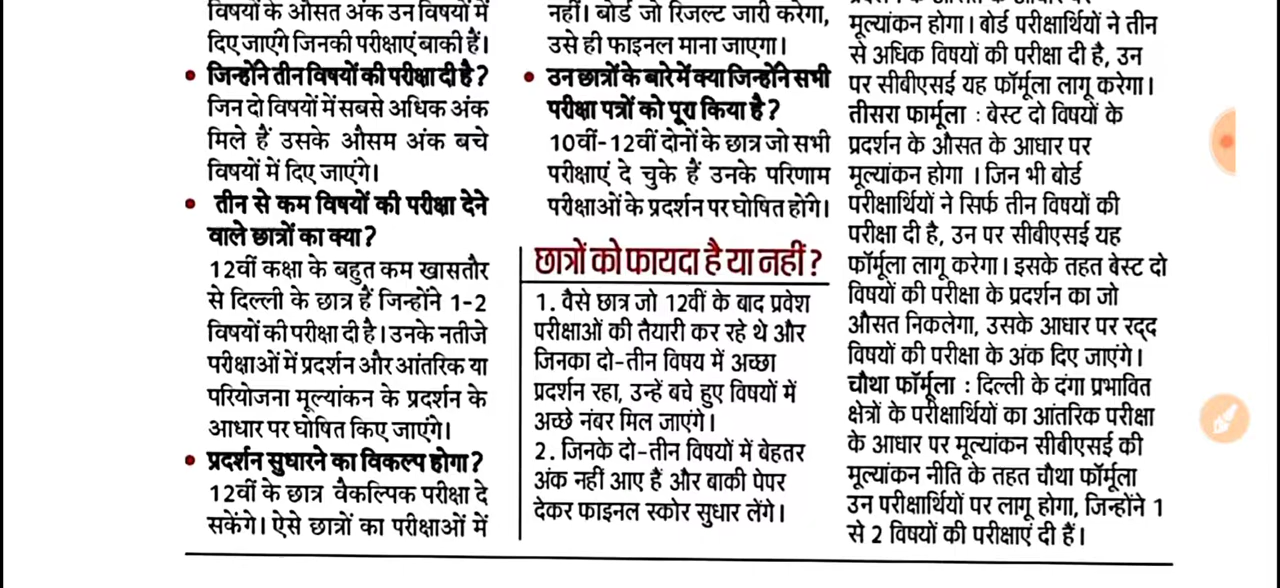 विषयों के औसत अंक उन विषयों में
दिए जाएंगे जिनकी परीक्षाएं बाकी हैं।
• जिन्होंने तीन विषयों की परीक्षा दी है?
जिन दो विषयों में सबसे अधिक अंक
मिले हैं उसके औसम अंक बचे
विषयों में दिए जाएंगे।
• तीन से कम विषयों की परीक्षा देने
वाले छात्रों का क्या?
12वीं कक्षा के बहुत कम खासतौर
से दिल्ली के छात्र हैं जिन्होंने 1-2
विषयों की परीक्षा दी है। उनके नतीजे
परीक्षाओं में प्रदर्शन और आंतरिक या
परियोजना मूल्यांकन के प्रदर्शन के
आधार पर घोषित किए जाएंगे।
• प्रदर्शन सुधारने का विकल्प होगा?
12वीं के छात्र वैकल्पिक परीक्षा दे
सकेंगे। ऐसे छात्रों का परीक्षाओं में
नहीं। बोर्ड जो रिजल्ट जारी करेगा,
उसे ही फाइनल माना जाएगा।
• उन छात्रों के बारे में क्या जिन्होंने सभी
परीक्षा पत्रों को पूरा किया है?
10वीं-12वीं दोनों के छात्र जो सभी
परीक्षाएं दे चुके हैं उनके परिणाम
परीक्षाओं के प्रदर्शन पर घोषित होंगे।
छात्रों को फायदा है या नहीं?
1. वैसे छात्र जो 12वीं के बाद प्रवेश
परीक्षाओं की तैयारी कर रहे थे और
जिनका दो-तीन विषय में अच्छा
प्रदर्शन रहा, उन्हें बचे हुए विषयों में
अच्छे नंबर मिल जाएंगे।
2. जिनके दो-तीन विषयों में बेहतर
अंक नहीं आए हैं और बाकी पेपर
देकर फाइनल स्कोर सुधार लेंगे।
मूल्यांकन होगा। बोर्ड परीक्षार्थियों ने तीन
से अधिक विषयों की परीक्षा दी है, उन
पर सीबीएसई यह फॉर्मूला लागू करेगा।
तीसरा फार्मूला : बेस्ट दो विषयों के
प्रदर्शन के औसत के आधार पर
मूल्यांकन होगा । जिन भी बोर्ड
परीक्षार्थियों ने सिर्फ तीन विषयों की
परीक्षा दी है, उन पर सीबीएसई यह
फॉर्मूला लागू करेगा। इसके तहत बेस्ट दो
विषयों की परीक्षा के प्रदर्शन का जो
औसत निकलेगा, उसके आधार पर रद्द
विषयों की परीक्षा के अंक दिए जाएंगे।
चौथा फॉर्मूला : दिल्ली के दंगा प्रभावित
क्षेत्रों के परीक्षार्थियों का आंतरिक परीक्षा
के आधार पर मूल्यांकन सीबीएसई की
मूल्यांकन नीति के तहत चौथा फॉर्मूला
उन परीक्षार्थियों पर लागू होगा, जिन्होंने 1
से 2 विषयों की परीक्षाएं दी हैं।